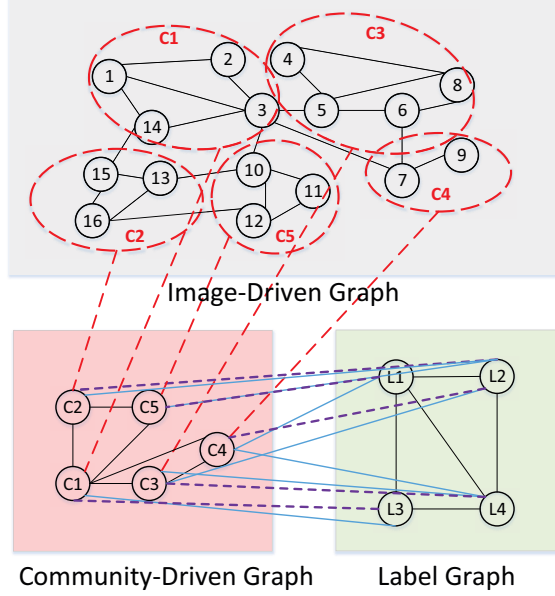 C1
C3
1
2
4
8
3
5
6
14
9
15
13
10
7
11
C4
16
12
C2
C5
Image-Driven Graph
L1
L2
C2
C5
C4
C1
C3
L3
L4
Community-Driven Graph
Label Graph